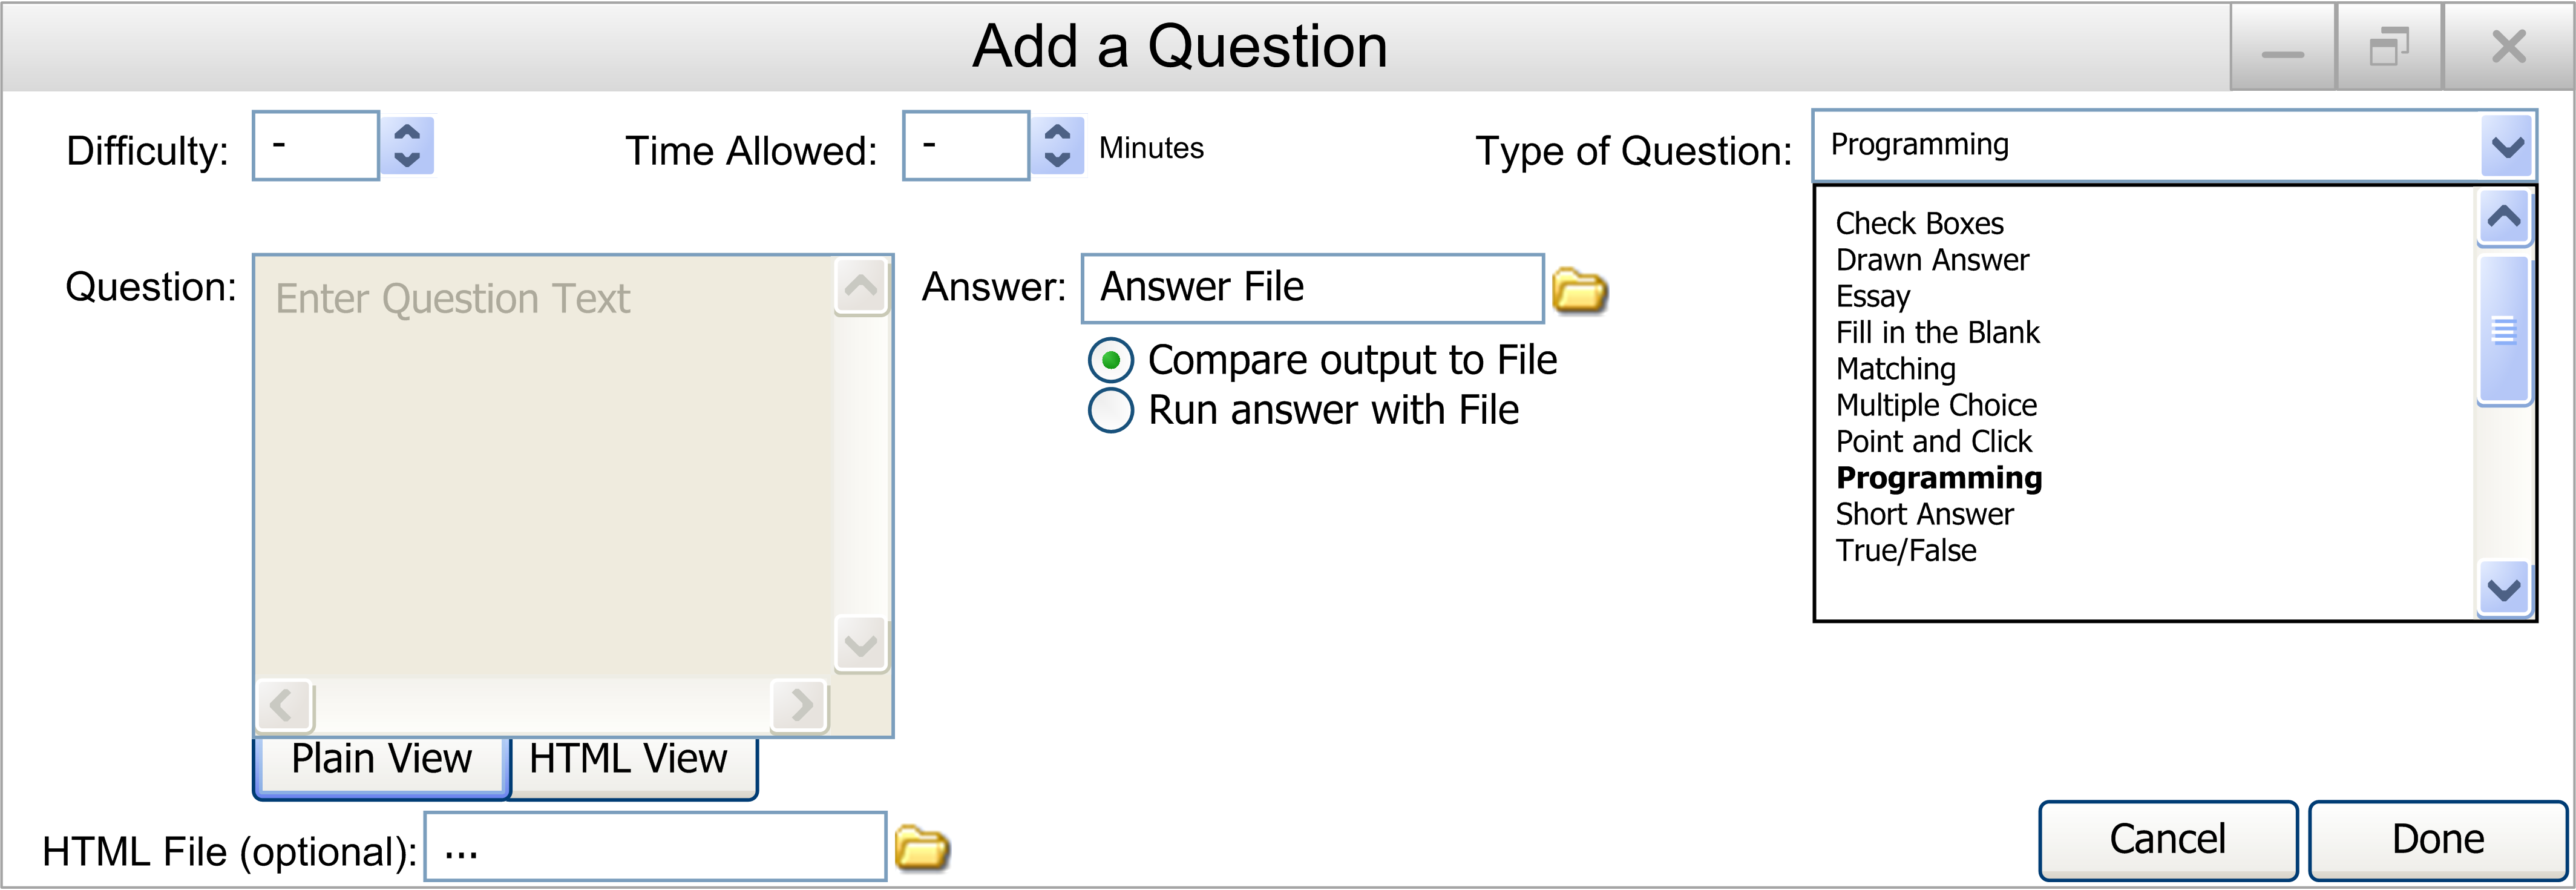 Add a Question
Difficulty: -
Time Allowed: - Minutes
Type of Question: Programming
Check Boxes
Drawn Answer
Essay
Fill in the Blank
Matching
Multiple Choice
Point and Click
Programming
Short Answer
True/False
Question: Enter Question Text
Answer: Answer File
Compare output to File
Run answer with File
Plain View HTML View
HTML File (optional): ...
Cancel Done